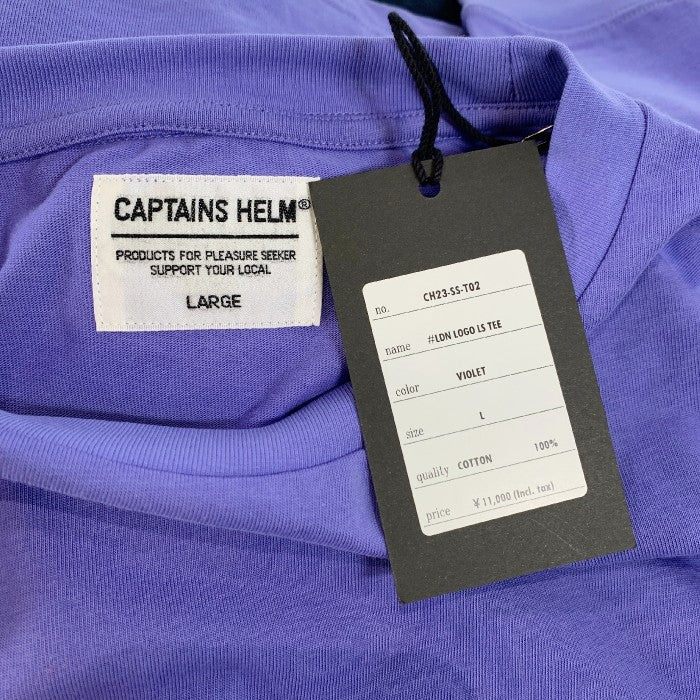 CAPTAINS HELM®
PRODUCTS FOR PLEASURE SEEKER
SUPPORT YOUR LOCAL
LARGE
no. CH23-SS-T02
name #LDN LOGO LS TEE
color VIOLET
size L
quality COTTON 100%
price ¥11,000 (Incl. tax)